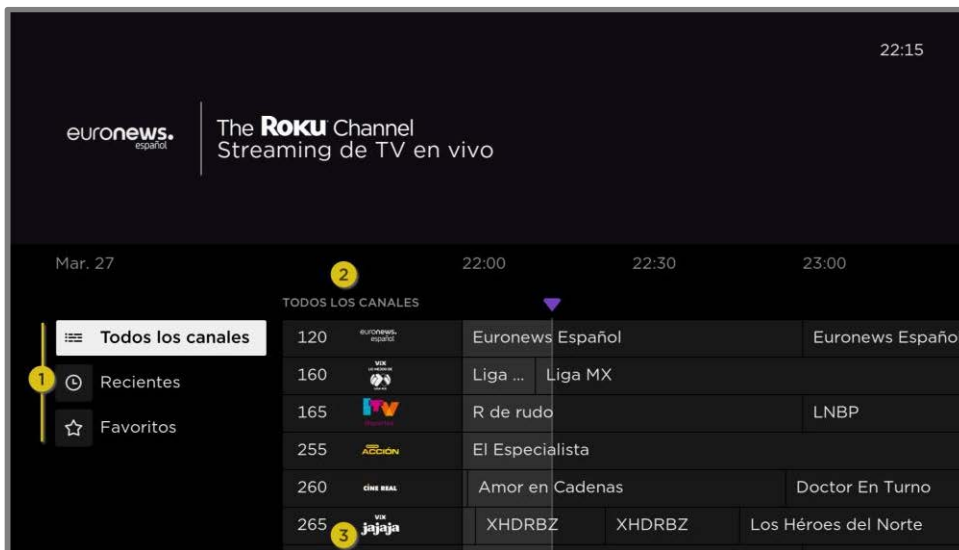 22:15
euronews.
español
The ROKU Channel
Streaming de TV en vivo
Mar. 27
2
22:00
22:30
23:00
TODOS LOS CANALES
1
Todos los canales
Recientes
Favoritos
120 euronews. español Euronews Español Euronews Españo
160 VIX Liga ... Liga MX
165 R de rudo LNBP
255 ACCIÓN El Especialista
260 CINE REAL Amor en Cadenas Doctor En Turno
265 3 VIX jajaja XHDRBZ XHDRBZ Los Héroes del Norte